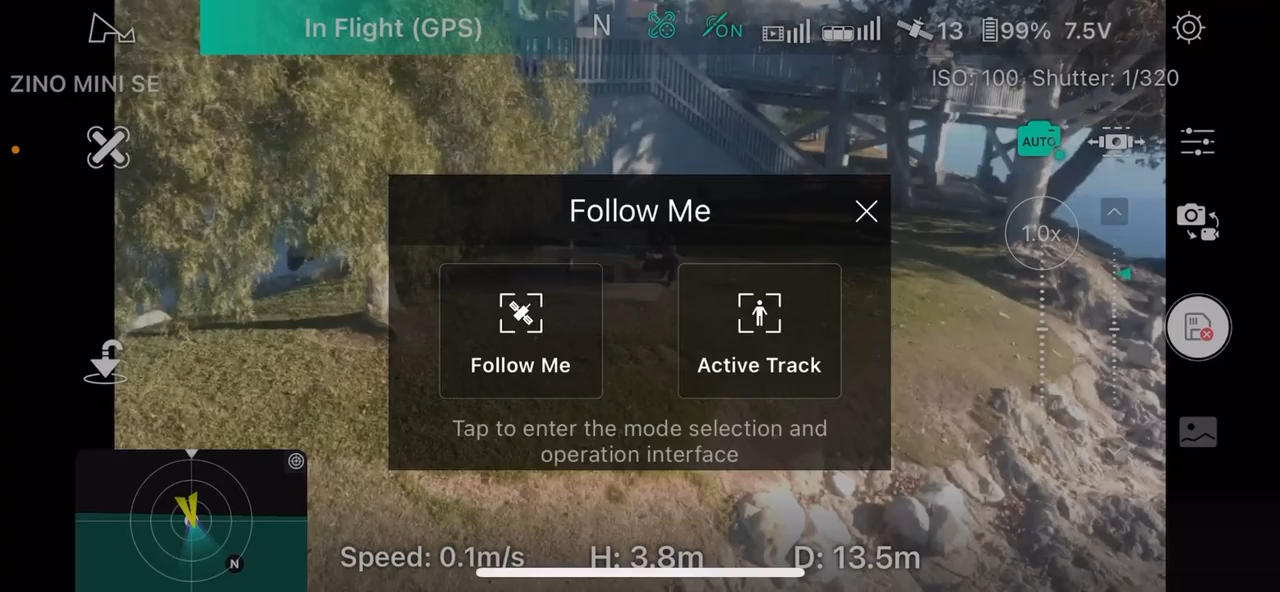 In Flight (GPS)
N
ON
13
99%
7.5V
ZINO MINI SE
ISO: 100
Shutter: 1/320
AUTO
Follow Me
1.0x
Follow Me
Active Track
Tap to enter the mode selection and
operation interface
N
Speed: 0.1m/s
H: 3.8m
D: 13.5m